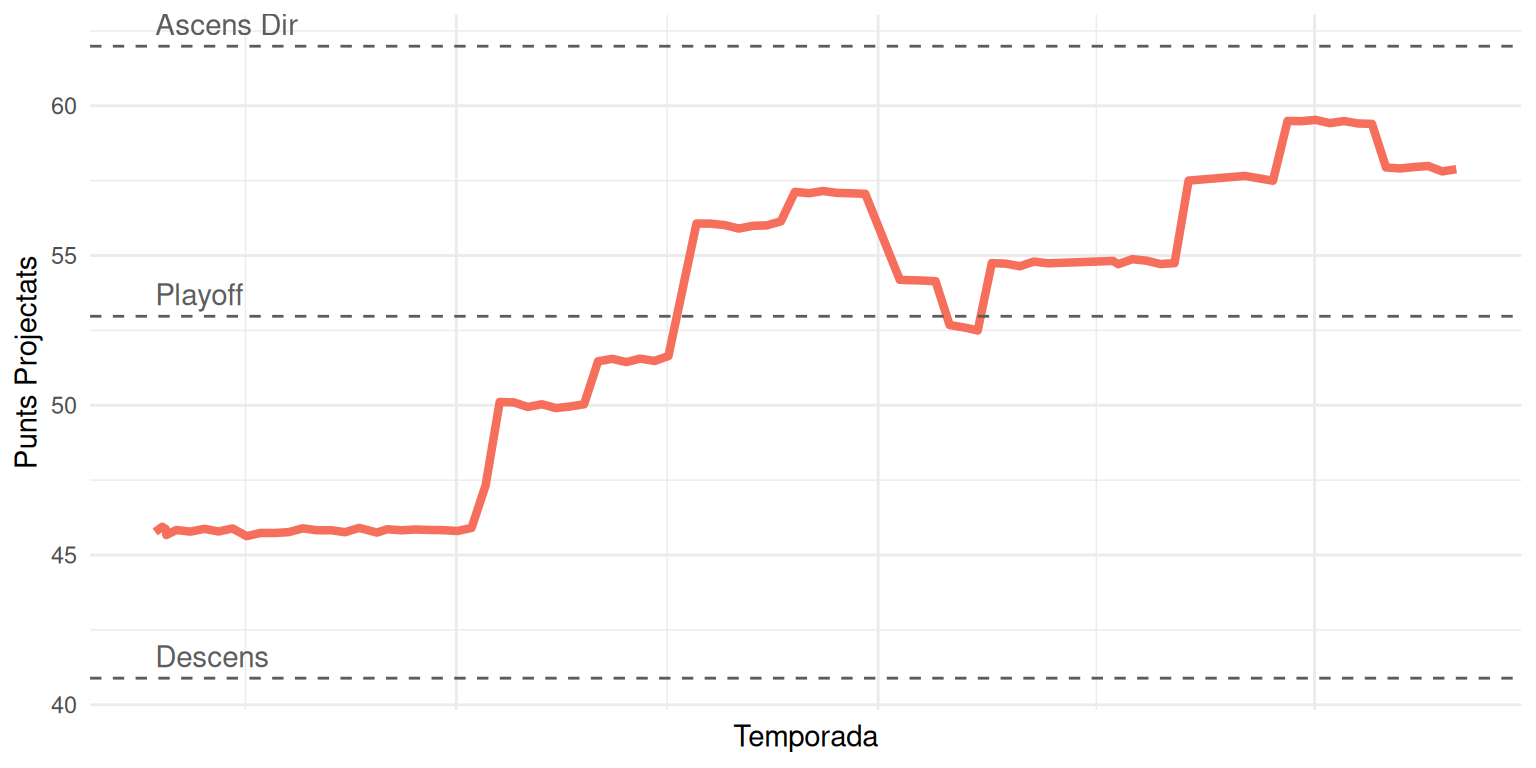 Ascens Dir
60
55
Playoff
50
45
Descens
40
Punts Projectats
Temporada